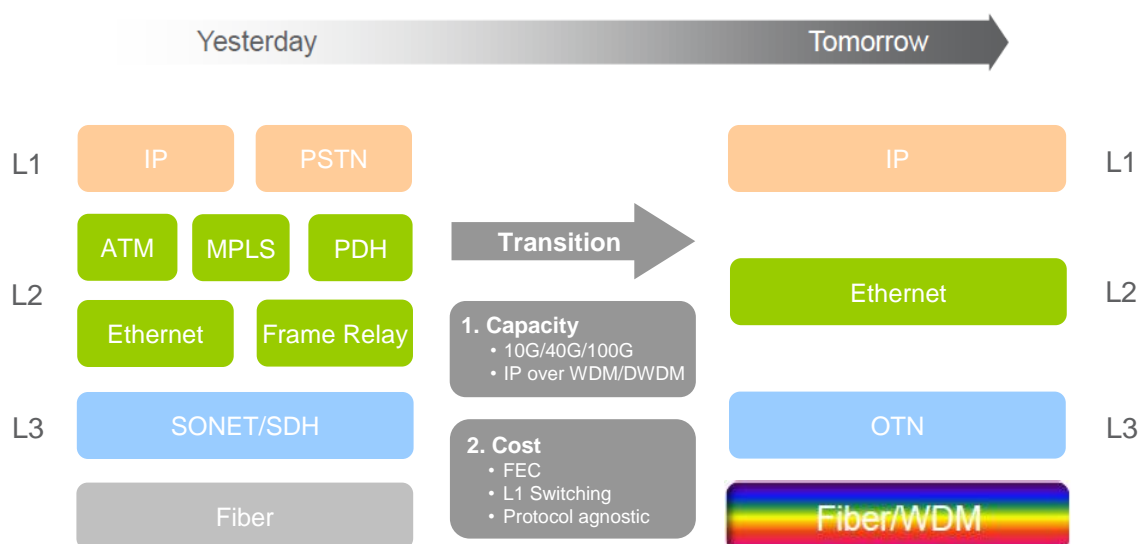 Yesterday
Tomorrow
L1
IP
PSTN
IP
L1
ATM
MPLS
PDH
Transition
L2
Ethernet
L2
Ethernet
Frame Relay
1. Capacity
• 10G/40G/100G
• IP over WDM/DWDM
L3
SONET/SDH
OTN
L3
2. Cost
• FEC
• L1 Switching
• Protocol agnostic
Fiber
Fiber/WDM